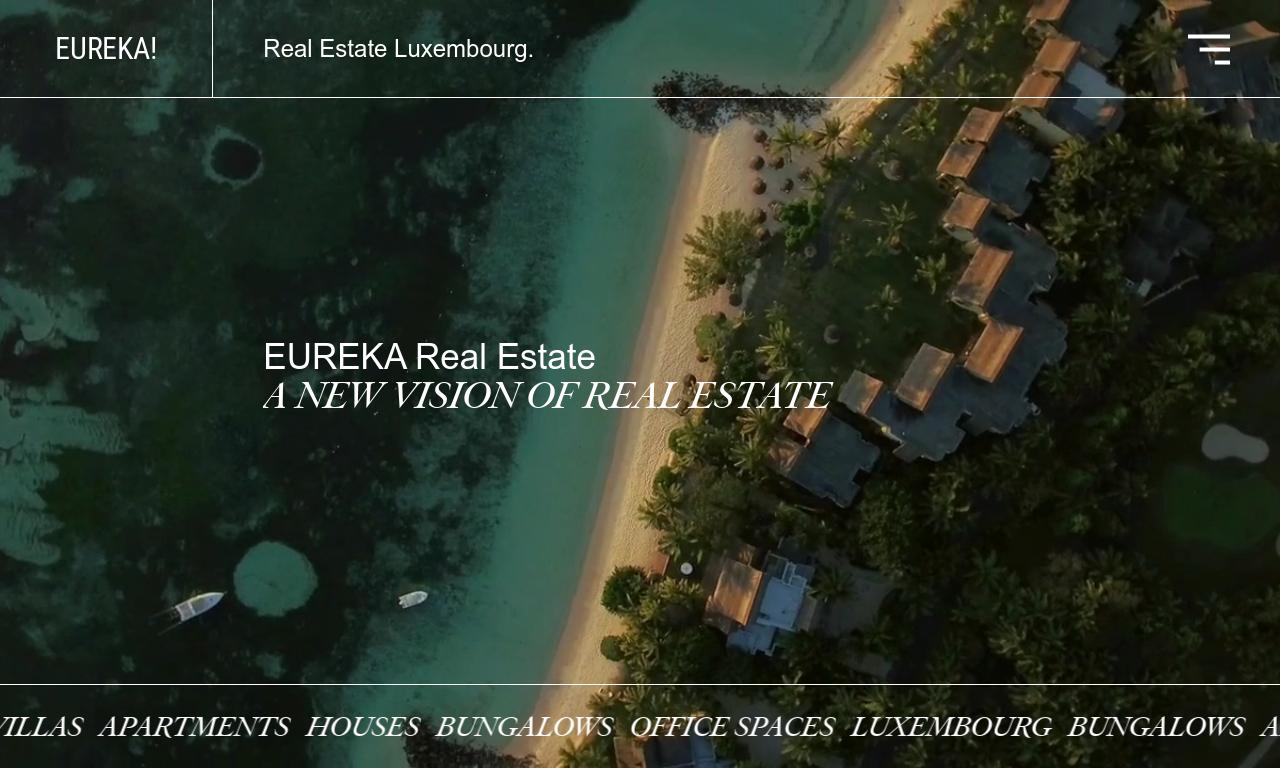 EUREKA!
Real Estate Luxembourg.
EUREKA Real Estate
A NEW VISION OF REAL ESTATE
VILLAS APARTMENTS HOUSES BUNGALOWS OFFICE SPACES LUXEMBOURG BUNGALOWS